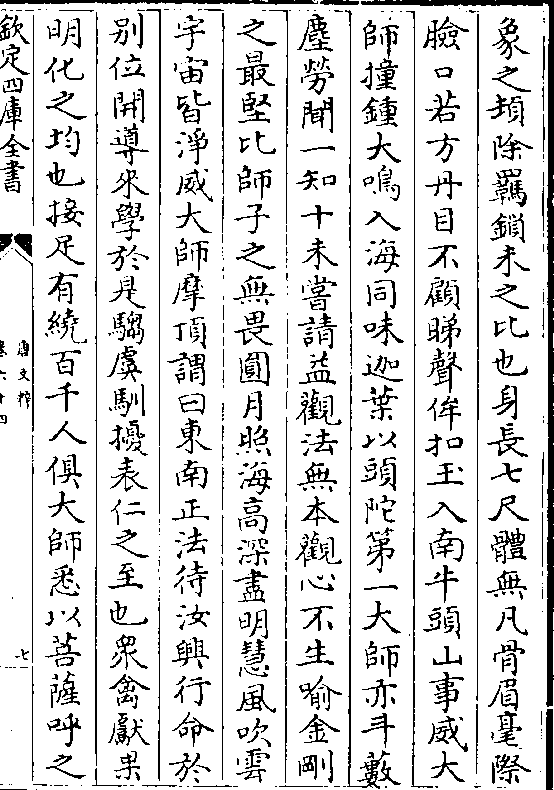 象之頂除羈鎖未之比也身長七尺體無凡骨眉毫際
臉口若方丹目不顧睇聲侔扣玉入南牛頭山事威大
師撞鍾大鳴入海同味迦葉以頭陀第一大師亦斗藪
塵勞聞一知十未嘗請益觀法無本觀心不生喻金剛
之最堅比師子之無畏圓月照海高深盡明慧風吹雲
宇宙皆淨威大師摩頂謂曰東南正法待汝興行命於
别位開導來學於是騶虞馴擾表仁之至也衆禽獻果
明化之均也接足有繞百千人俱大師悉以菩薩呼之
欽定四庫全書
唐文粹
卷六十四
七